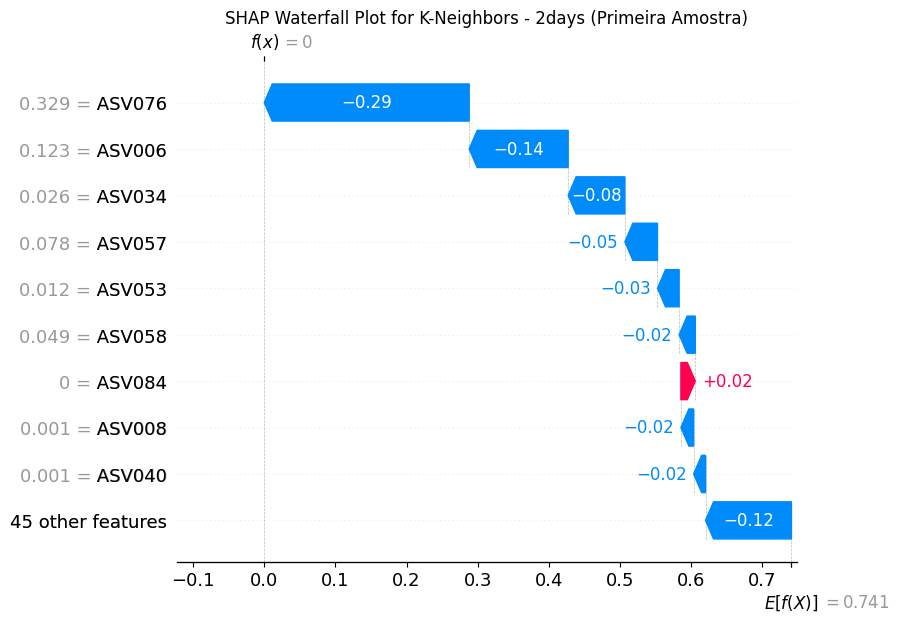 SHAP Waterfall Plot for K-Neighbors - 2days (Primeira Amostra)
f(x) = 0
0.329 = ASV076 −0.29
0.123 = ASV006 −0.14
0.026 = ASV034 −0.08
0.078 = ASV057 −0.05
0.012 = ASV053 −0.03
0.049 = ASV058 −0.02
0 = ASV084 +0.02
0.001 = ASV008 −0.02
0.001 = ASV040 −0.02
45 other features −0.12
−0.1 0.0 0.1 0.2 0.3 0.4 0.5 0.6 0.7
E[f(X)] = 0.741